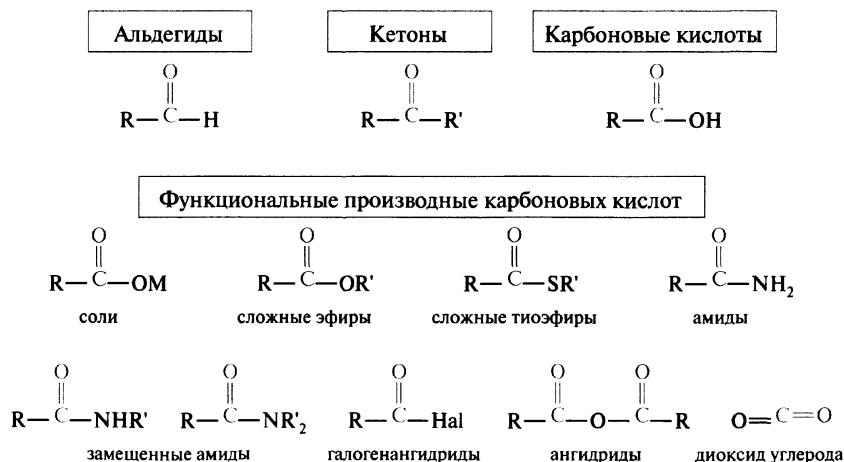 Альдегиды Кетоны Карбоновые кислоты
O O O
R—C—H R—C—R' R—C—OH
Функциональные производные карбоновых кислот
O O O O
R—C—OM R—C—OR' R—C—SR' R—C—NH₂
соли сложные эфиры сложные тиоэфиры амиды
O O O O O
R—C—NHR' R—C—NR'₂ R—C—Hal R—C—O—C—R O=C=O
замещенные амиды галогенангидриды ангидриды диоксид углерода